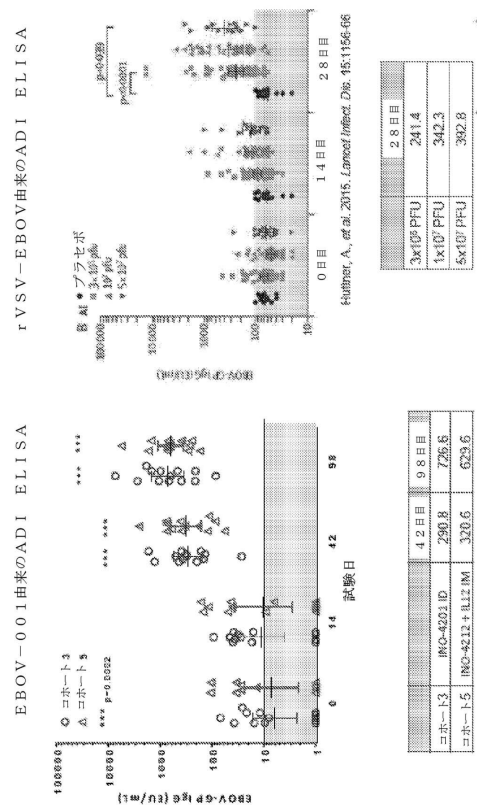 EBOV-001由来のADI ELISA
コホート3
コホート5
*** p=0.0002
EBOV-GP IgG (EU/mL)
100000
10000
1000
100
10
1
*** ***
*** ***
0
14
42
98
試験日
42日目 98日目
コホート3 INO-4201 ID 290.8 726.6
コホート5 INO-4212 + IL12 IM 320.6 629.6
rVSV-EBOV由来のADI ELISA
プラセボ
10⁷ pfu
5x10⁷ pfu
100000
10000
1000
100
10
p<0.0001
0日目
14日目
28日目
Huttner, A., et al. 2015. Lancet Infect. Dis. 15:1156-66
28日目
1x10⁷ PFU 342.3
5x10⁷ PFU 392.8